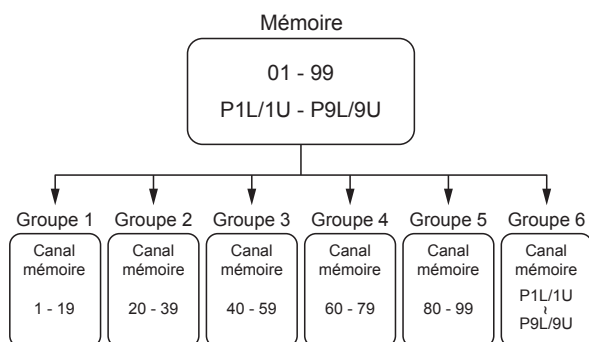 Mémoire
01 - 99
P1L/1U - P9L/9U
Groupe 1
Canal
mémoire
1 - 19
Groupe 2
Canal
mémoire
20 - 39
Groupe 3
Canal
mémoire
40 - 59
Groupe 4
Canal
mémoire
60 - 79
Groupe 5
Canal
mémoire
80 - 99
Groupe 6
Canal
mémoire
P1L/1U
~
P9L/9U